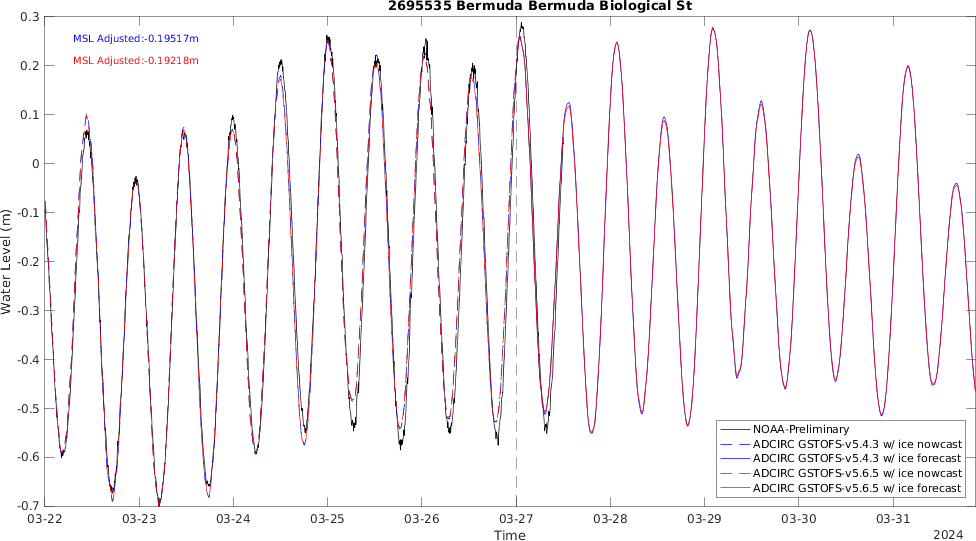 2695535 Bermuda Bermuda Biological St
MSL Adjusted:-0.19517m
MSL Adjusted:-0.19218m
0.3
0.2
0.1
0
-0.1
-0.2
-0.3
-0.4
-0.5
-0.6
-0.7
Water Level (m)
NOAA-Preliminary
ADCIRC GSTOFS-v5.4.3 w/ ice nowcast
ADCIRC GSTOFS-v5.4.3 w/ ice forecast
ADCIRC GSTOFS-v5.6.5 w/ ice nowcast
ADCIRC GSTOFS-v5.6.5 w/ ice forecast
03-22 03-23 03-24 03-25 03-26 03-27 03-28 03-29 03-30 03-31
Time
2024